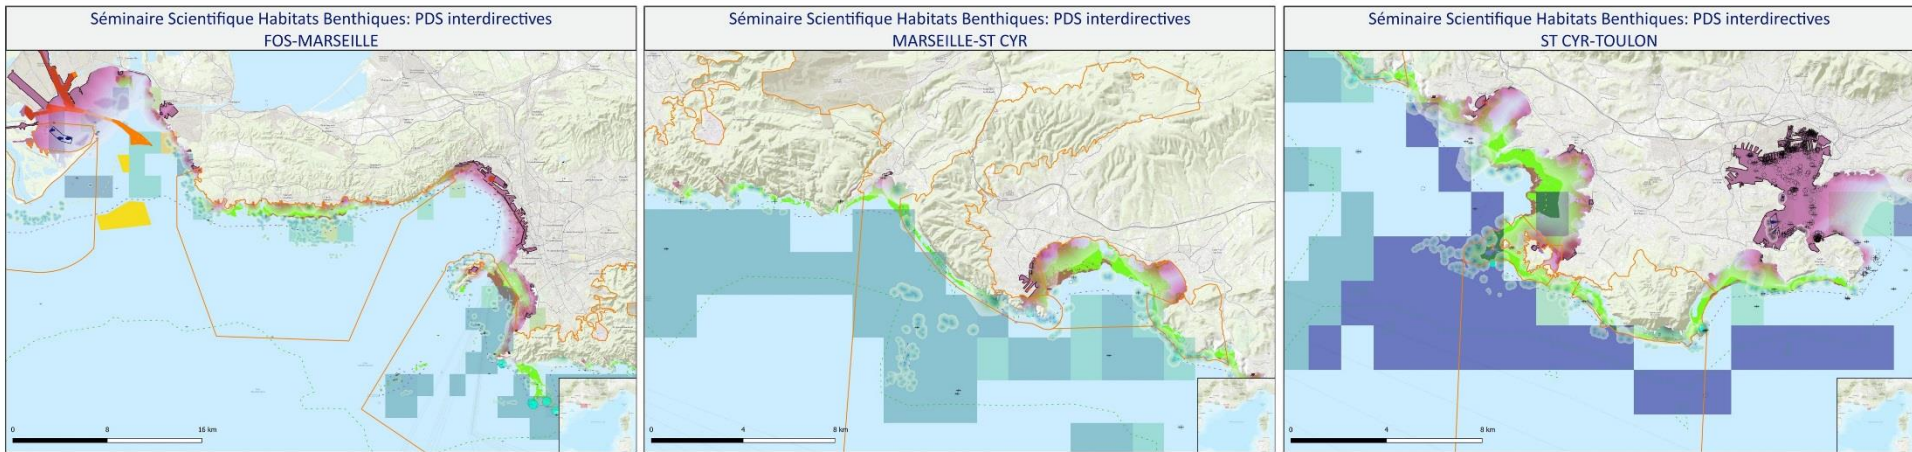 Séminaire Scientifique Habitats Benthiques: PDS interdirectives
FOS-MARSEILLE
0 8 16 km
Séminaire Scientifique Habitats Benthiques: PDS interdirectives
MARSEILLE-ST CYR
0 4 8 km
Séminaire Scientifique Habitats Benthiques: PDS interdirectives
ST CYR-TOULON
0 4 8 km